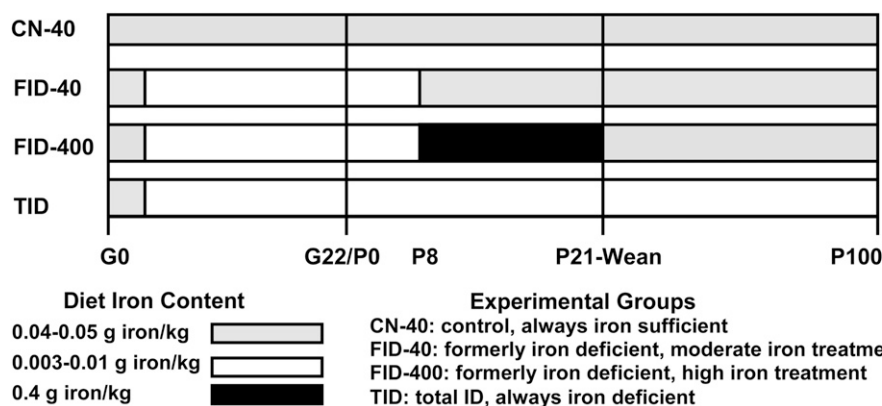 CN-40
FID-40
FID-400
TID
G0 G22/P0 P8 P21-Wean P100
Diet Iron Content
0.04-0.05 g iron/kg
0.003-0.01 g iron/kg
0.4 g iron/kg
Experimental Groups
CN-40: control, always iron sufficient
FID-40: formerly iron deficient, moderate iron treatme
FID-400: formerly iron deficient, high iron treatment
TID: total ID, always iron deficient